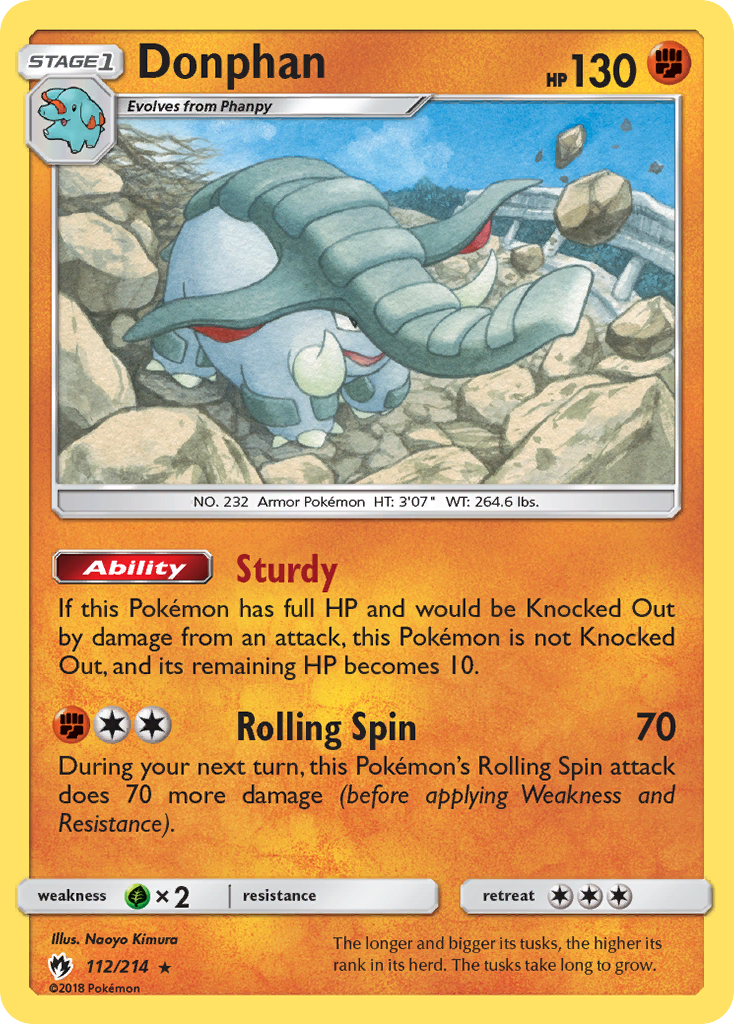 STAGE 1 Donphan HP 130
Evolves from Phanpy
NO. 232 Armor Pokémon HT: 3'07" WT: 264.6 lbs.
Ability Sturdy
If this Pokémon has full HP and would be Knocked Out
by damage from an attack, this Pokémon is not Knocked
Out, and its remaining HP becomes 10.
Rolling Spin 70
During your next turn, this Pokémon's Rolling Spin attack
does 70 more damage (before applying Weakness and
Resistance).
weakness ×2 resistance retreat
Illus. Naoyo Kimura
112/214 ★
©2018 Pokémon
The longer and bigger its tusks, the higher its
rank in its herd. The tusks take long to grow.